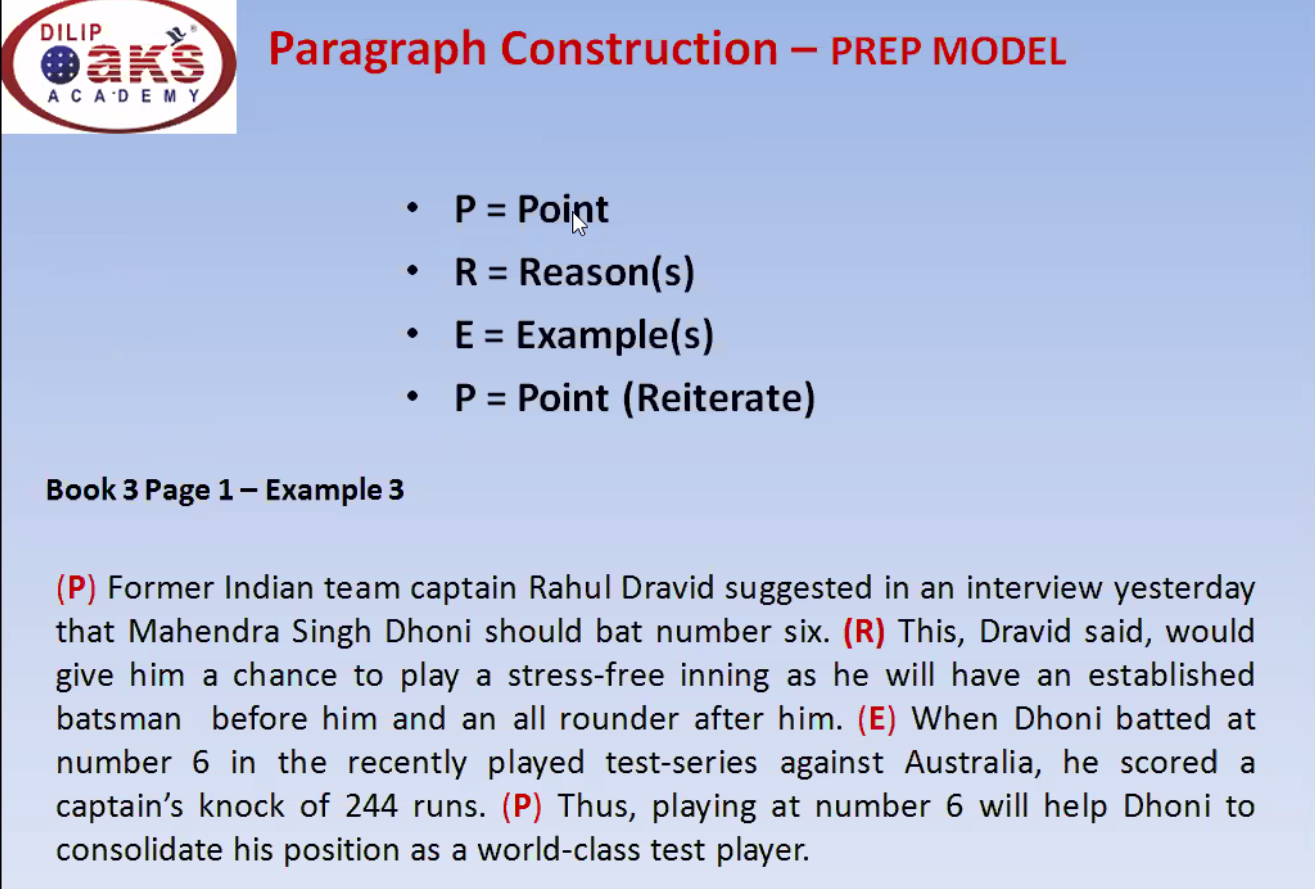 DILIP
Oaks®
ACADEMY
Paragraph Construction – PREP MODEL
• P = Point
• R = Reason(s)
• E = Example(s)
• P = Point (Reiterate)
Book 3 Page 1 – Example 3
(P) Former Indian team captain Rahul Dravid suggested in an interview yesterday
that Mahendra Singh Dhoni should bat number six. (R) This, Dravid said, would
give him a chance to play a stress-free inning as he will have an established
batsman before him and an all rounder after him. (E) When Dhoni batted at
number 6 in the recently played test-series against Australia, he scored a
captain’s knock of 244 runs. (P) Thus, playing at number 6 will help Dhoni to
consolidate his position as a world-class test player.